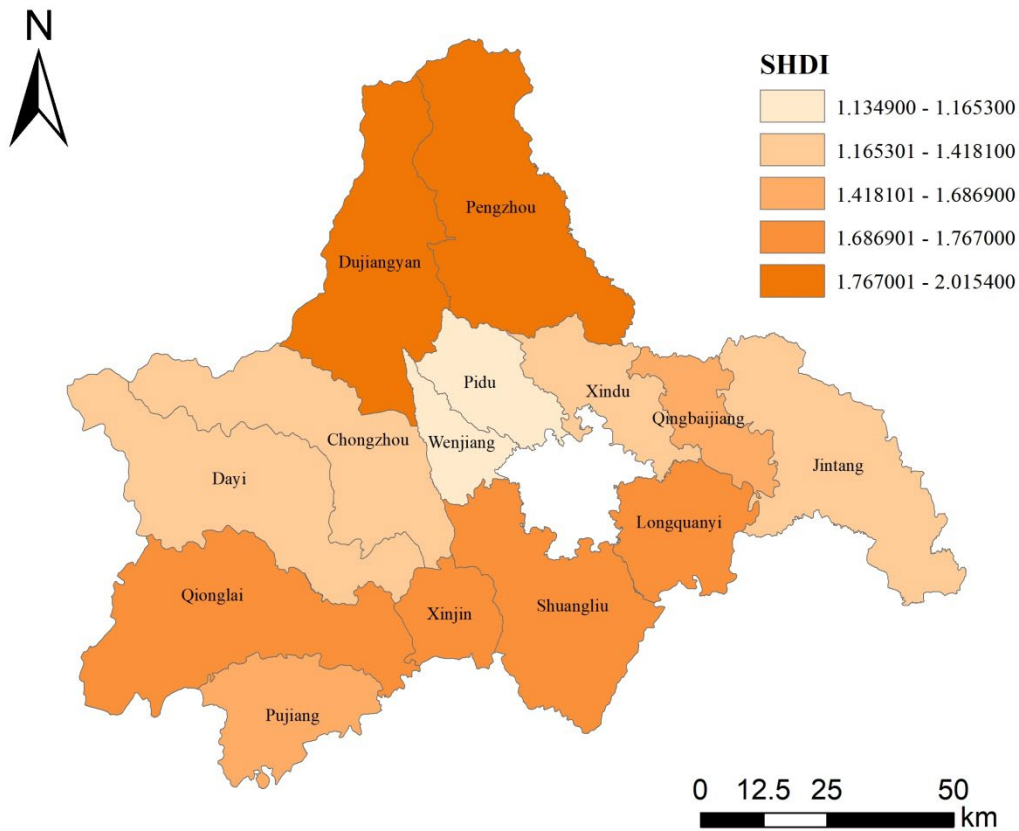 N
SHDI
1.134900 - 1.165300
1.165301 - 1.418100
1.418101 - 1.686900
1.686901 - 1.767000
1.767001 - 2.015400
Pengzhou
Dujiangyan
Pidu
Xindu
Qingbaijiang
Wenjiang
Chongzhou
Jintang
Dayi
Longquanyi
Qionglai
Xinjin
Shuangliu
Pujiang
0 12.5 25 50
km